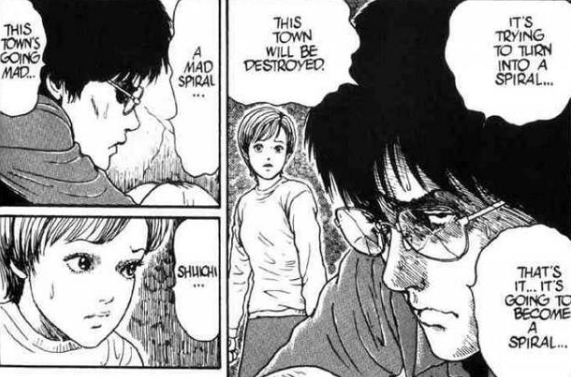 IT'S
TRYING
TO TURN
INTO A
SPIRAL...
THIS
TOWN
WILL BE
DESTROYED.
THAT'S
IT... IT'S
GOING TO
BECOME
A
SPIRAL...
A
MAD
SPIRAL
...
THIS
TOWN'S
GOING
MAD...
SHUICHI
...